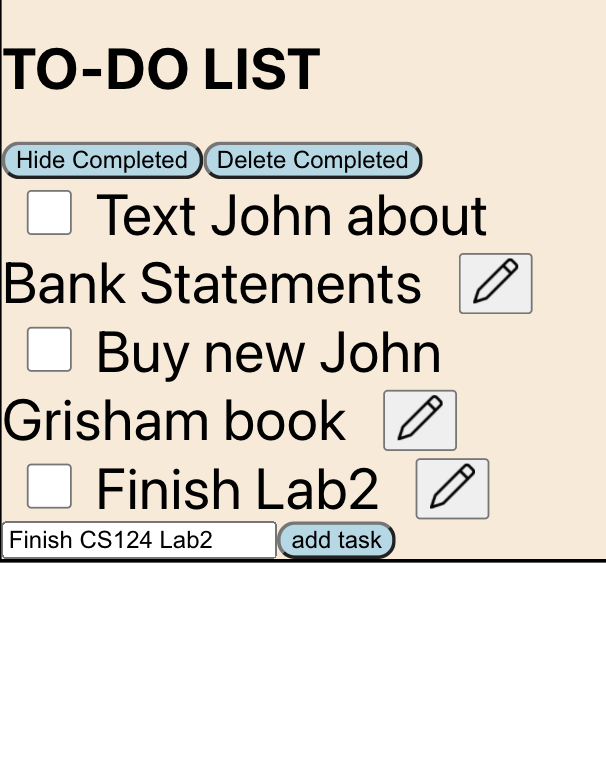 TO-DO LIST
Hide Completed Delete Completed
Text John about
Bank Statements
Buy new John
Grisham book
Finish Lab2
Finish CS124 Lab2 add task